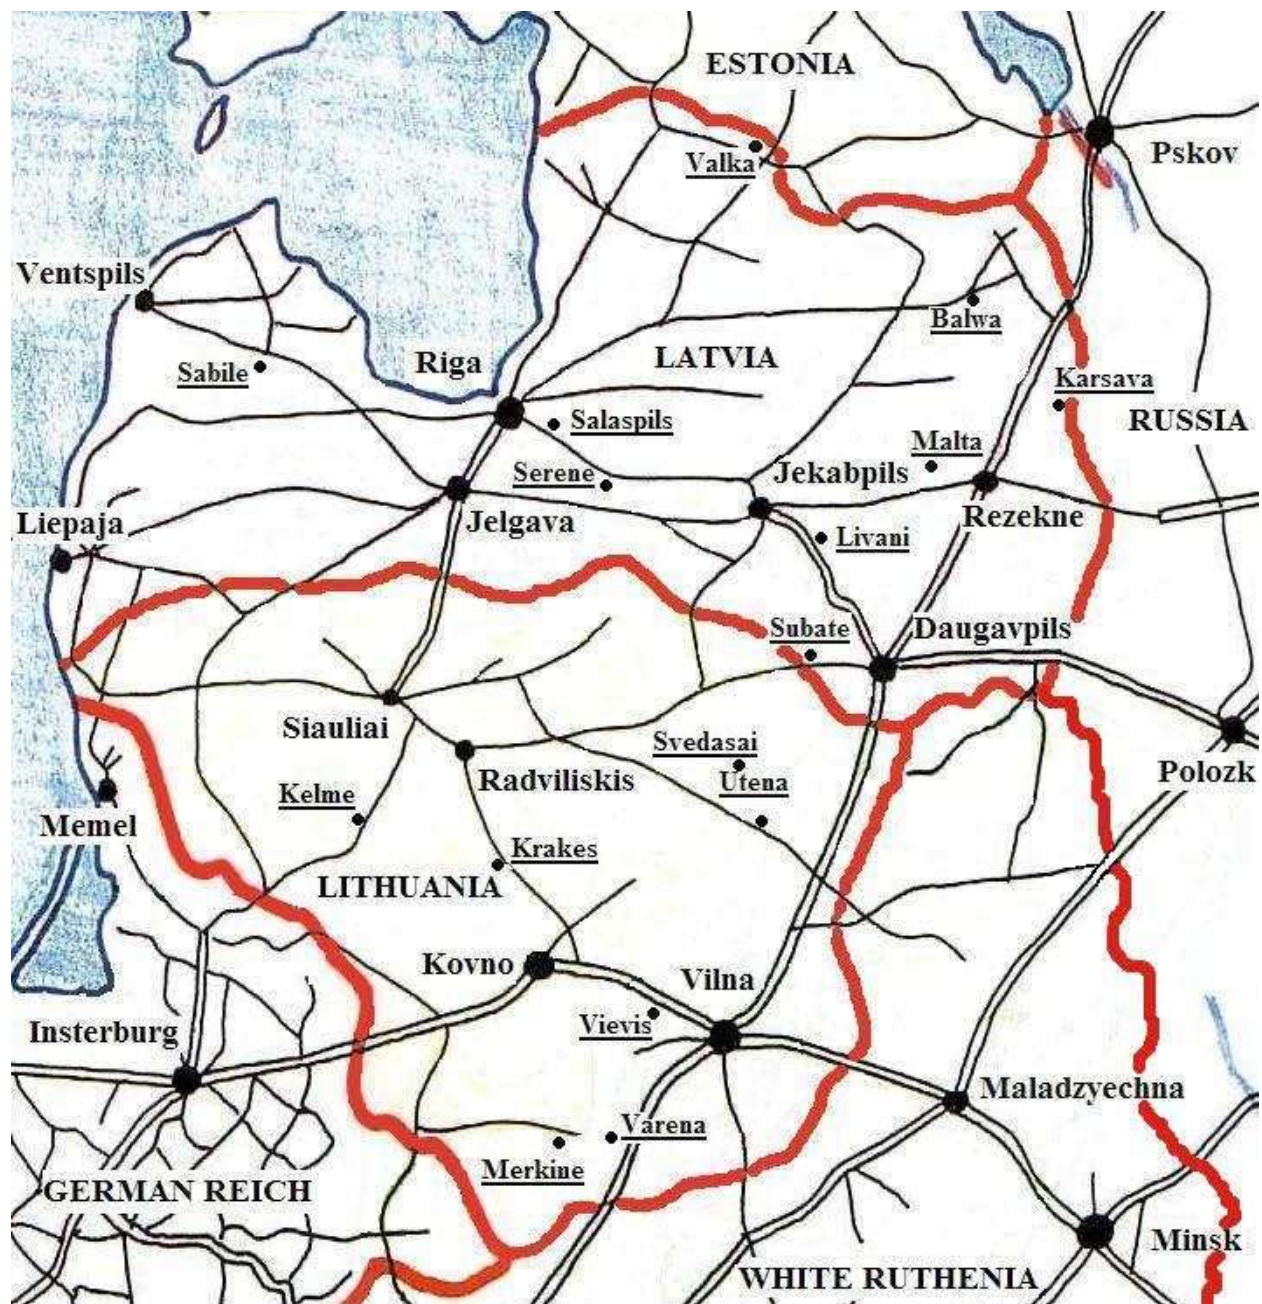 ESTONIA
Pskov
Valka
Ventspils
Balwa
Riga
LATVIA
Sabile
Karsava
Salaspils
RUSSIA
Malta
Serene
Jekabpils
Liepaja
Jelgava
Rezekne
Livani
Subate
Daugavpils
Siauliai
Svedasai
Radviliskis
Utena
Polozk
Kelme
Memel
Krakes
LITHUANIA
Kovno
Vilna
Insterburg
Vievis
Maladzyechna
Varena
Merkine
GERMAN REICH
Minsk
WHITE RUTHENIA